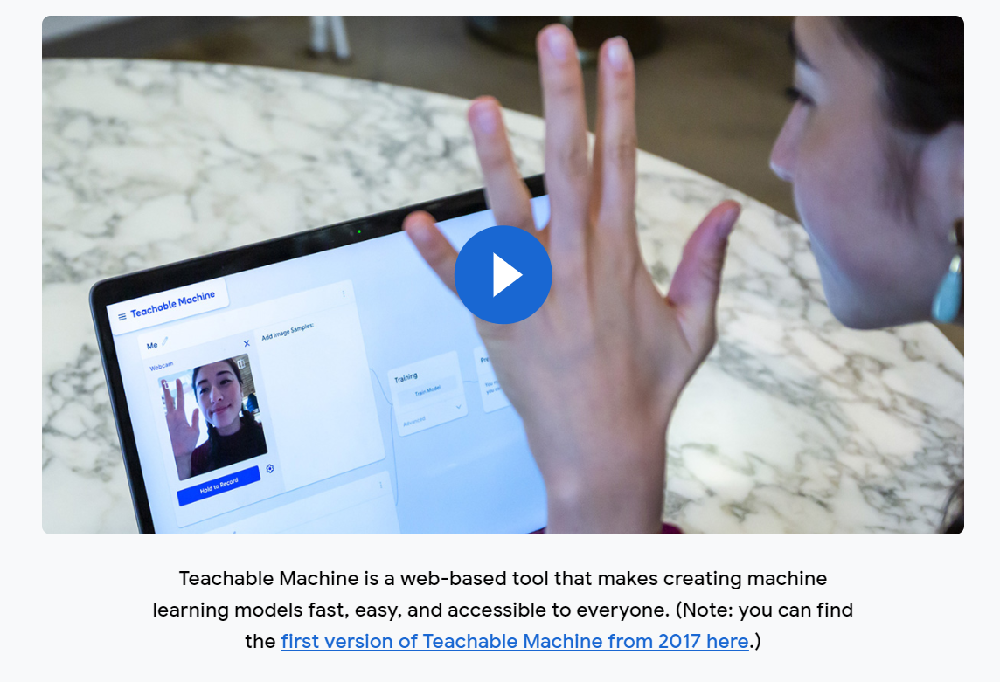 Teachable Machine
Me
Webcam
Add Image Samples:
Hold to Record
Training
Train Model
Advanced
Teachable Machine is a web-based tool that makes creating machine
learning models fast, easy, and accessible to everyone. (Note: you can find
the first version of Teachable Machine from 2017 here.)